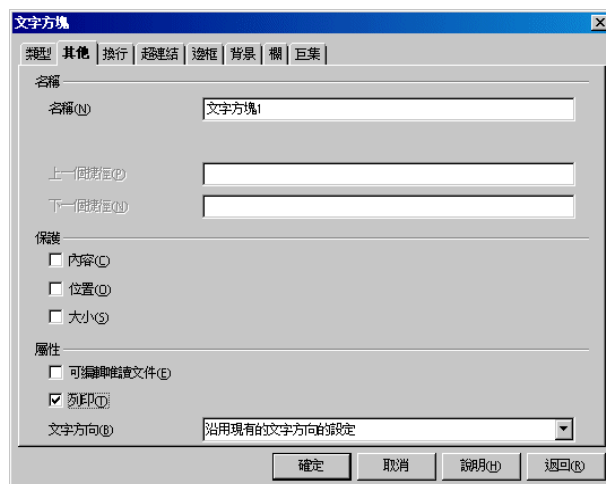 文字方塊
類型 其他 換行 超連結 邊框 背景 欄 巨集
名稱
名稱(N) 文字方塊1
上一個捷徑(P)
下一個捷徑(N)
保護
內容(C)
位置(O)
大小(S)
屬性
可編輯唯讀文件(E)
列印(T)
文字方向(B) 沿用現有的文字方向的設定
確定 取消 說明(H) 返回(R)